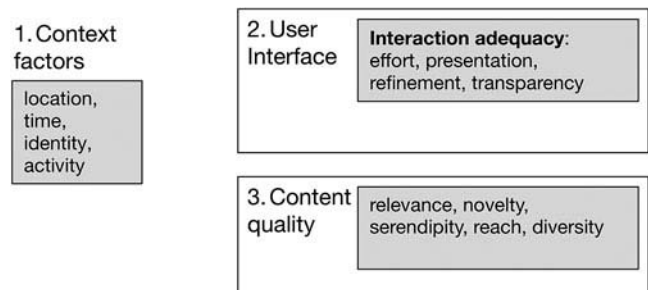 1. Context
factors
location,
time,
identity,
activity
2. User
Interface
Interaction adequacy:
effort, presentation,
refinement, transparency
3. Content
quality
relevance, novelty,
serendipity, reach, diversity